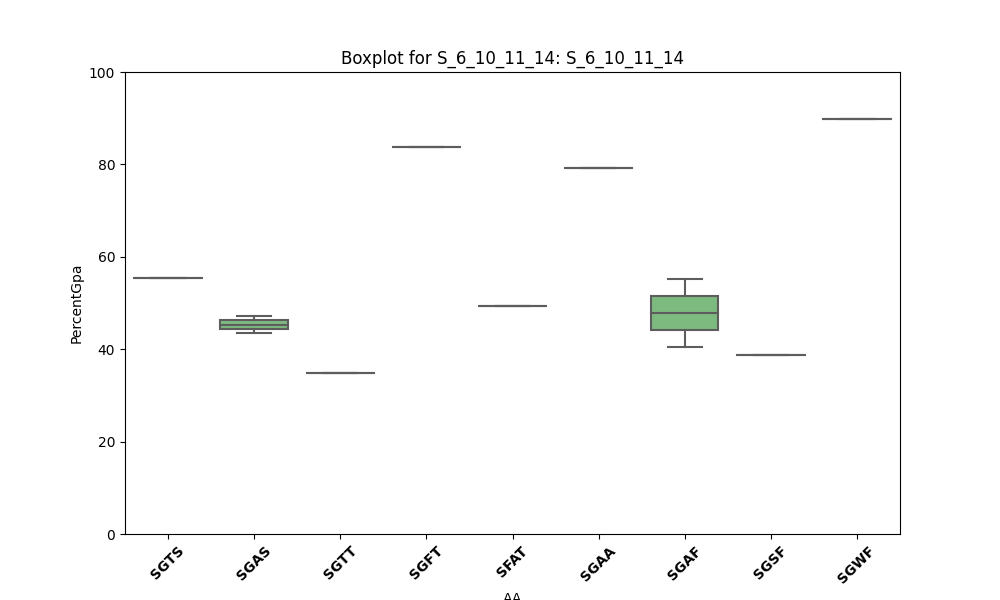 Boxplot for S_6_10_11_14: S_6_10_11_14
100
80
60
40
20
0
PercentGpa
SGTS SGAS SGTT SGFT SFAT SGAA SGAF SGSF SGWF
AA